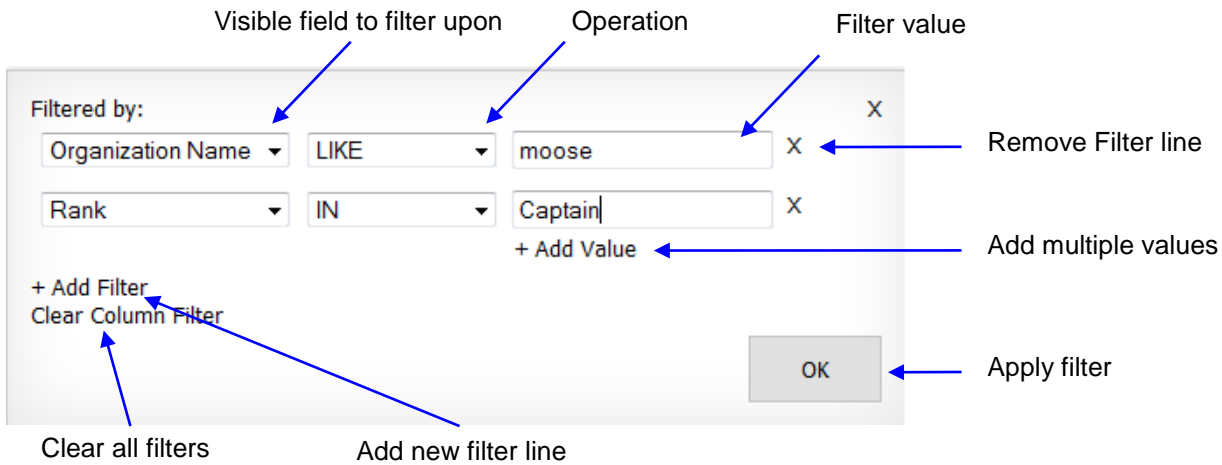 Visible field to filter upon Operation Filter value
Filtered by: X
Organization Name LIKE moose X Remove Filter line
Rank IN Captain X
+ Add Value Add multiple values
+ Add Filter
Clear Column Filter
OK Apply filter
Clear all filters Add new filter line